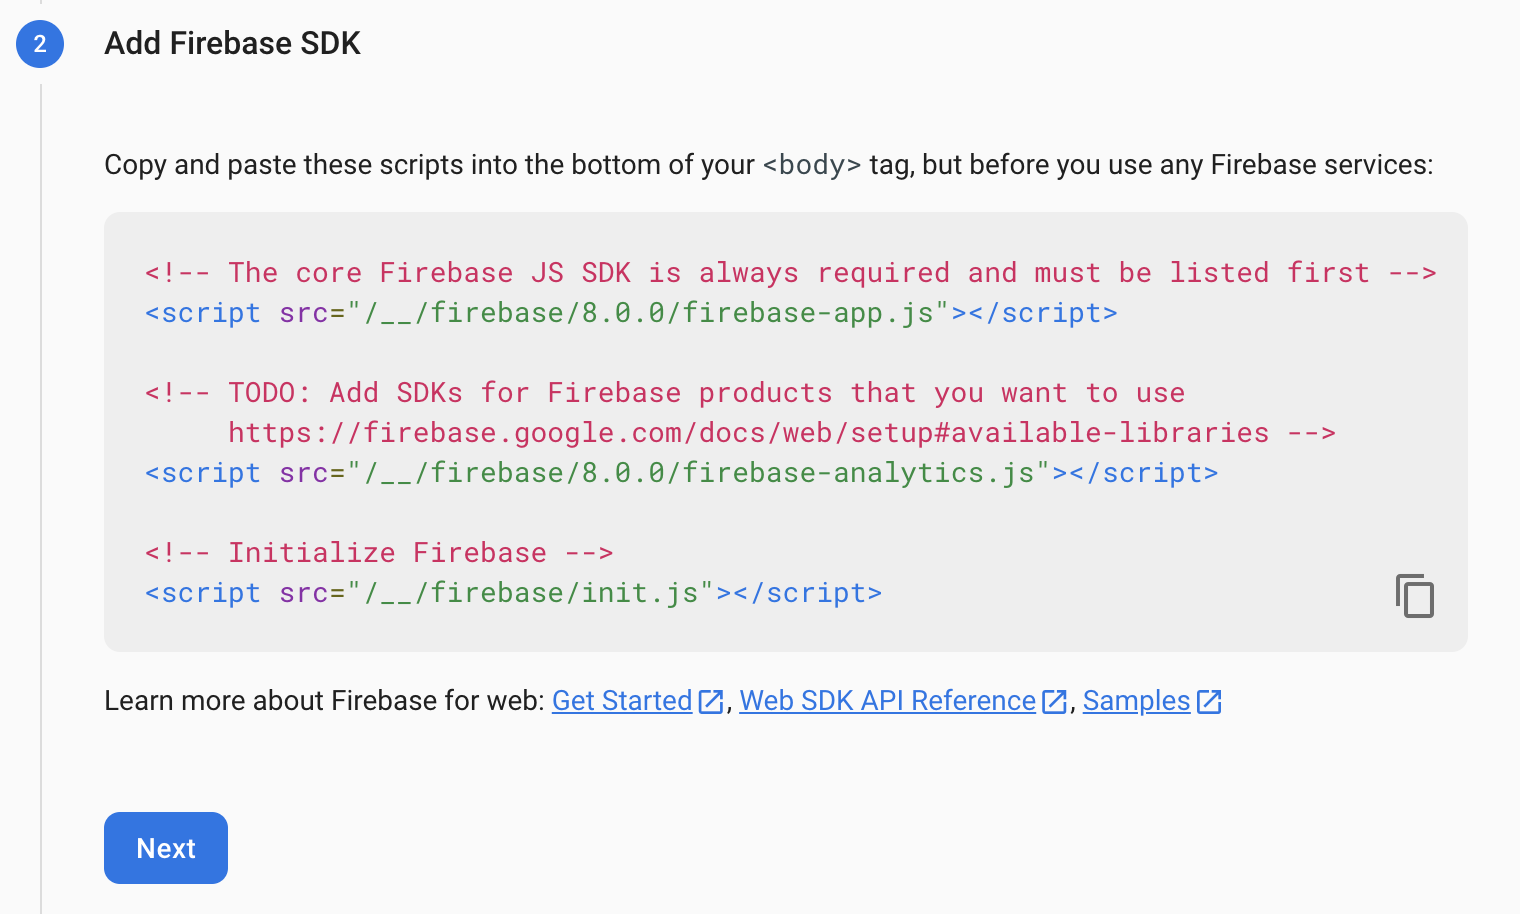 2
Add Firebase SDK
Copy and paste these scripts into the bottom of your <body> tag, but before you use any Firebase services:
<!-- The core Firebase JS SDK is always required and must be listed first -->
<script src="/__/firebase/8.0.0/firebase-app.js"></script>
<!-- TODO: Add SDKs for Firebase products that you want to use
https://firebase.google.com/docs/web/setup#available-libraries -->
<script src="/__/firebase/8.0.0/firebase-analytics.js"></script>
<!-- Initialize Firebase -->
<script src="/__/firebase/init.js"></script>
Learn more about Firebase for web: Get Started, Web SDK API Reference, Samples
Next